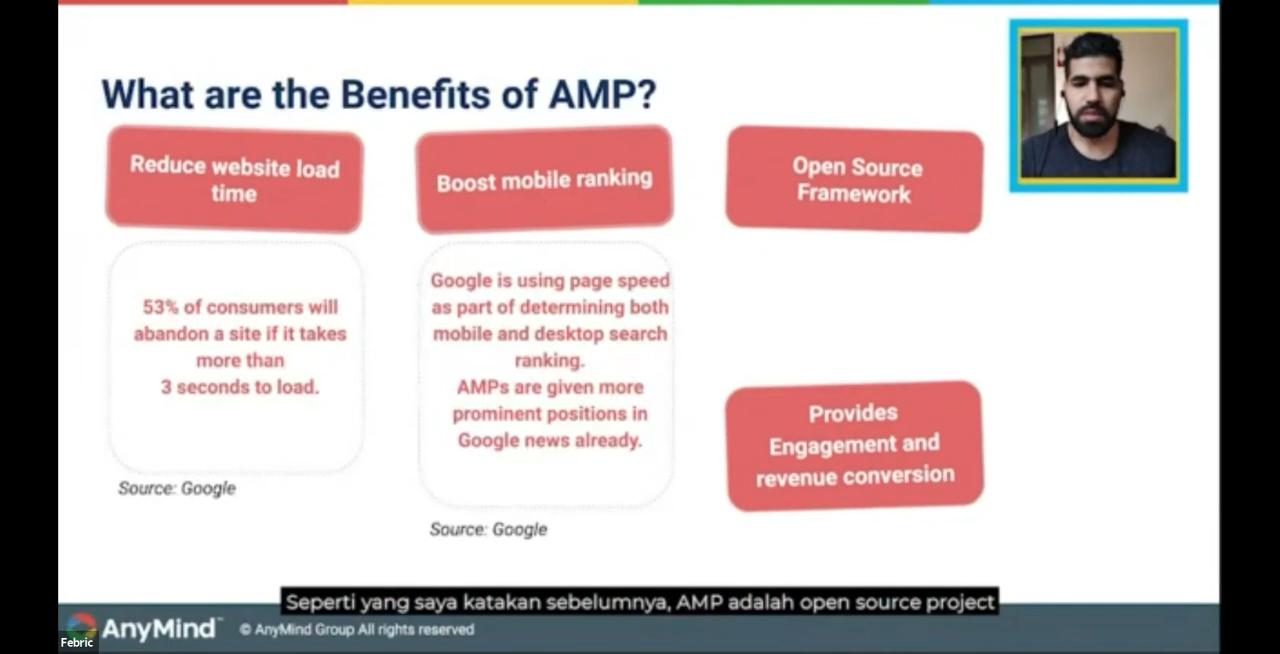 What are the Benefits of AMP?
Reduce website load
time
Boost mobile ranking
Open Source
Framework
53% of consumers will
abandon a site if it takes
more than
3 seconds to load.
Source: Google
Google is using page speed
as part of determining both
mobile and desktop search
ranking.
AMPs are given more
prominent positions in
Google news already.
Source: Google
Provides
Engagement and
revenue conversion
Seperti yang saya katakan sebelumnya, AMP adalah open source project
AnyMind
© AnyMind Group All rights reserved
Febric